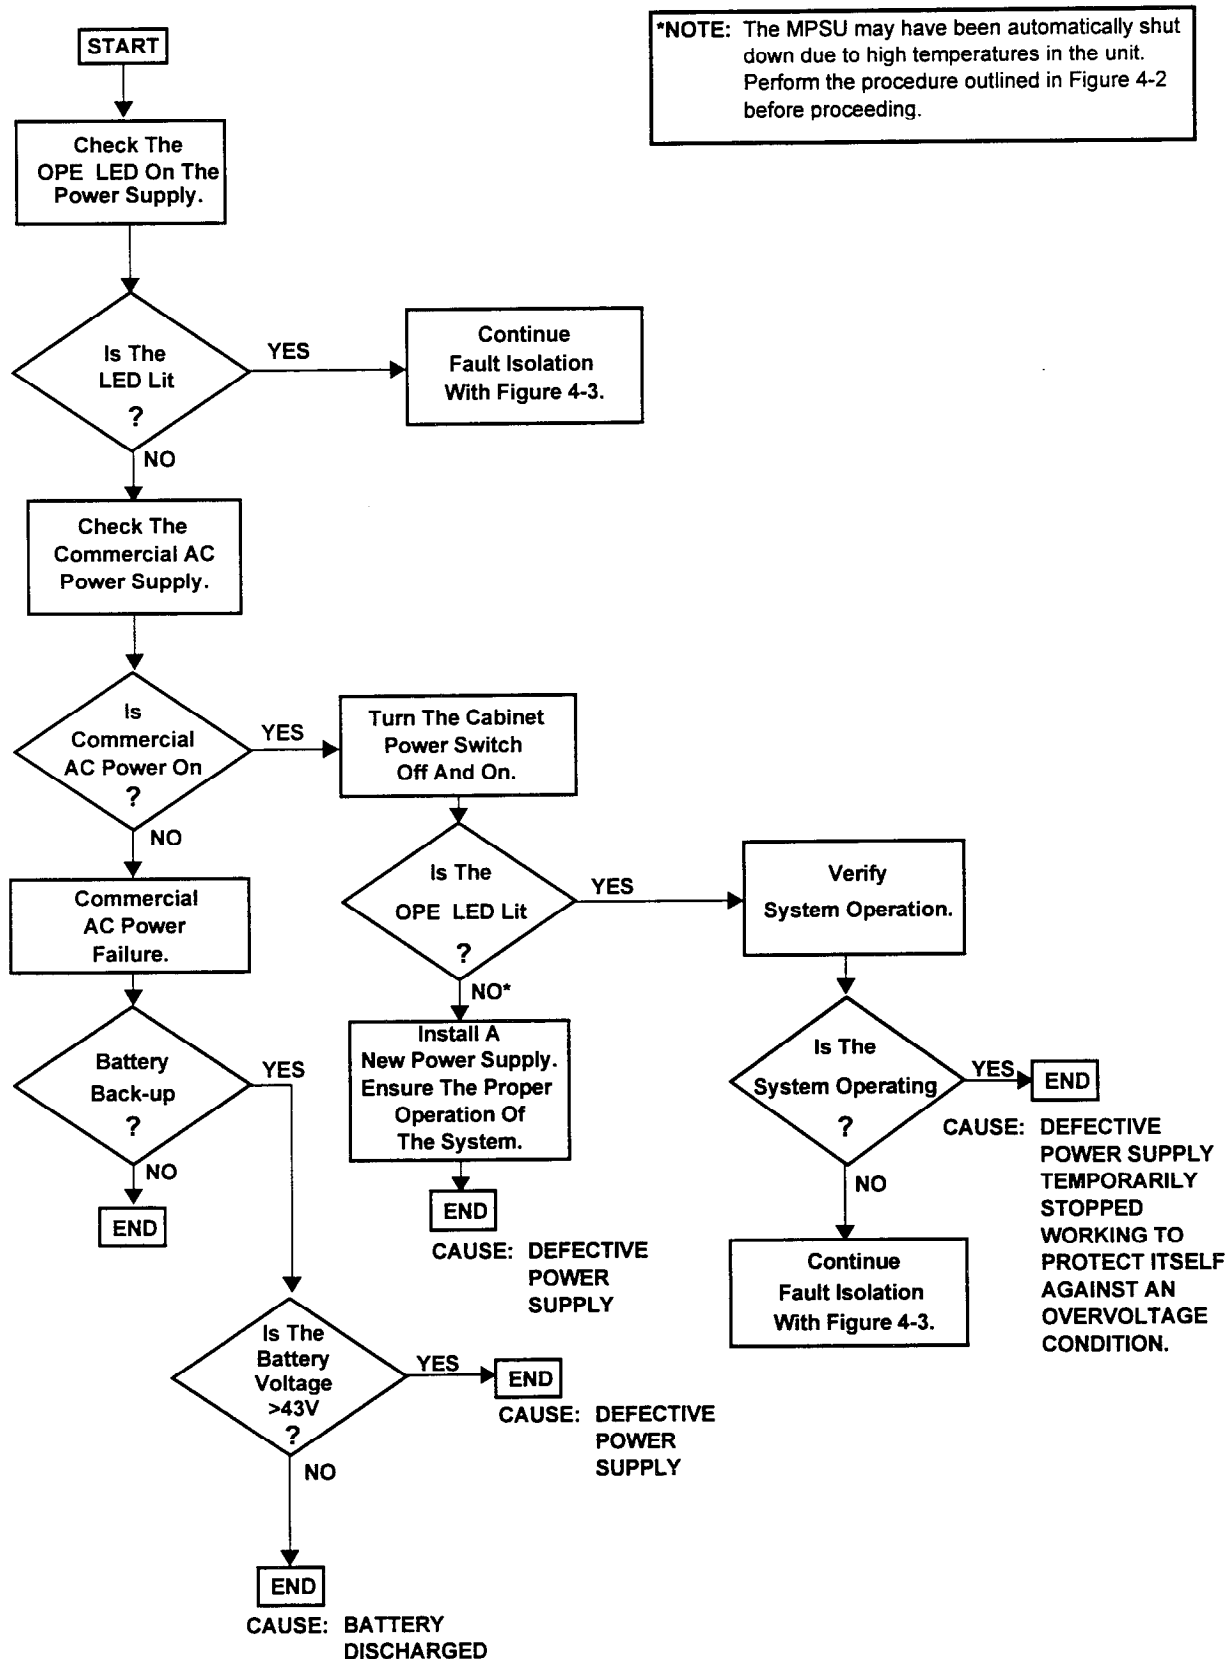 START
*NOTE: The MPSU may have been automatically shut
down due to high temperatures in the unit.
Perform the procedure outlined in Figure 4-2
before proceeding.
Check The
OPE LED On The
Power Supply.
Is The
LED Lit
?
YES
Continue
Fault Isolation
With Figure 4-3.
NO
Check The
Commercial AC
Power Supply.
Is
Commercial
AC Power On
?
YES
Turn The Cabinet
Power Switch
Off And On.
NO
Is The
OPE LED Lit
?
YES
Verify
System Operation.
Commercial
AC Power
Failure.
NO*
Install A
New Power Supply.
Ensure The Proper
Operation Of
The System.
Is The
System Operating
?
YES
END
CAUSE: DEFECTIVE
POWER SUPPLY
TEMPORARILY
STOPPED
WORKING TO
PROTECT ITSELF
AGAINST AN
OVERVOLTAGE
CONDITION.
Battery
Back-up
?
YES
NO
END
END
CAUSE: DEFECTIVE
POWER
SUPPLY
NO
Continue
Fault Isolation
With Figure 4-3.
Is The
Battery
Voltage
>43V
?
YES
END
CAUSE: DEFECTIVE
POWER
SUPPLY
NO
END
CAUSE: BATTERY
DISCHARGED